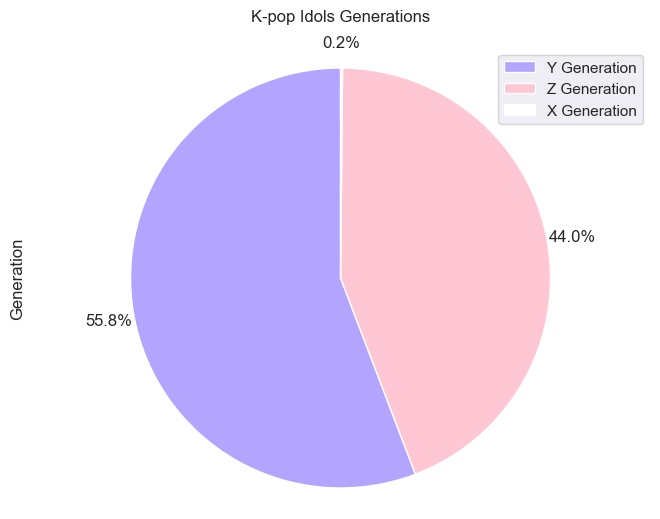 K-pop Idols Generations
0.2%
Y Generation
Z Generation
X Generation
44.0%
Generation
55.8%